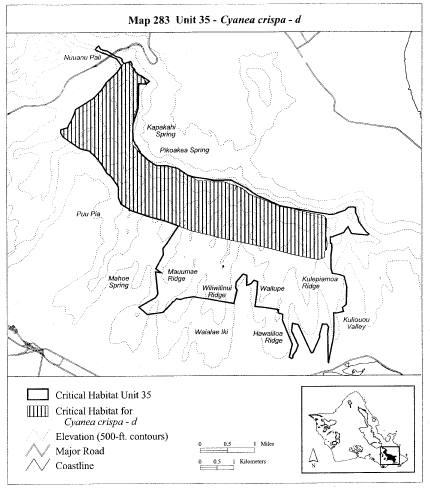 Map 283 Unit 35 - Cyanea crispa - d
Nuuanu Pali
Kapakahi
Spring
Pikoakea Spring
Puu Pia
Mahoe
Spring
Mauumae
Ridge
Wiliwilinui
Ridge
Wailupe
Kulepiamoa
Ridge
Kuliouou
Valley
Waialae Iki
Hawaiiloa
Ridge
Critical Habitat Unit 35
Critical Habitat for
Cyanea crispa - d
Elevation (500-ft. contours)
Major Road
Coastline
0 0.5 1 Miles
0 0.5 1 Kilometers
N